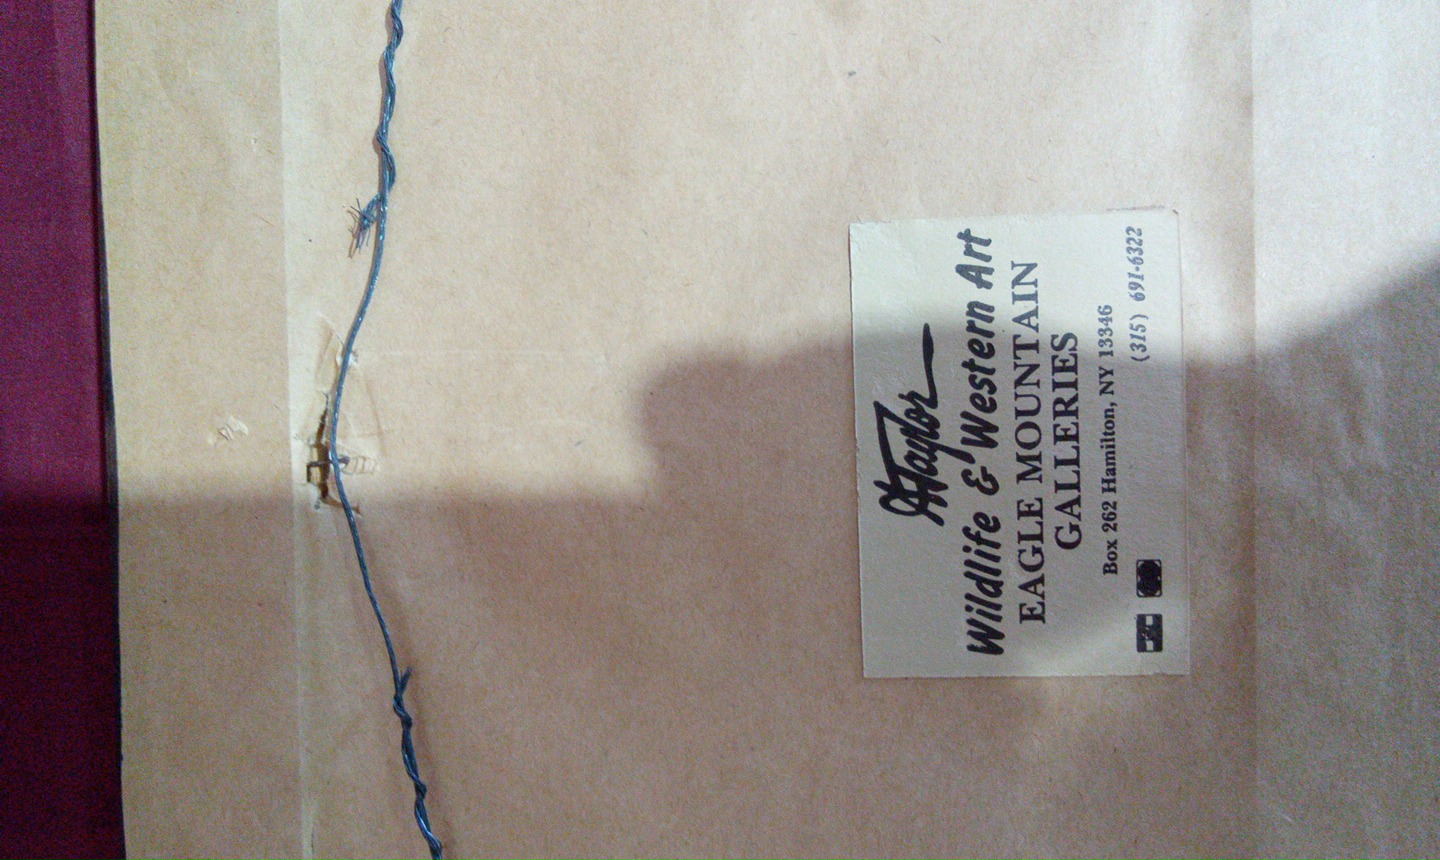 Taylor
Wildlife & Western Art
EAGLE MOUNTAIN
GALLERIES
Box 262 Hamilton, NY 13346
(315) 691-6322